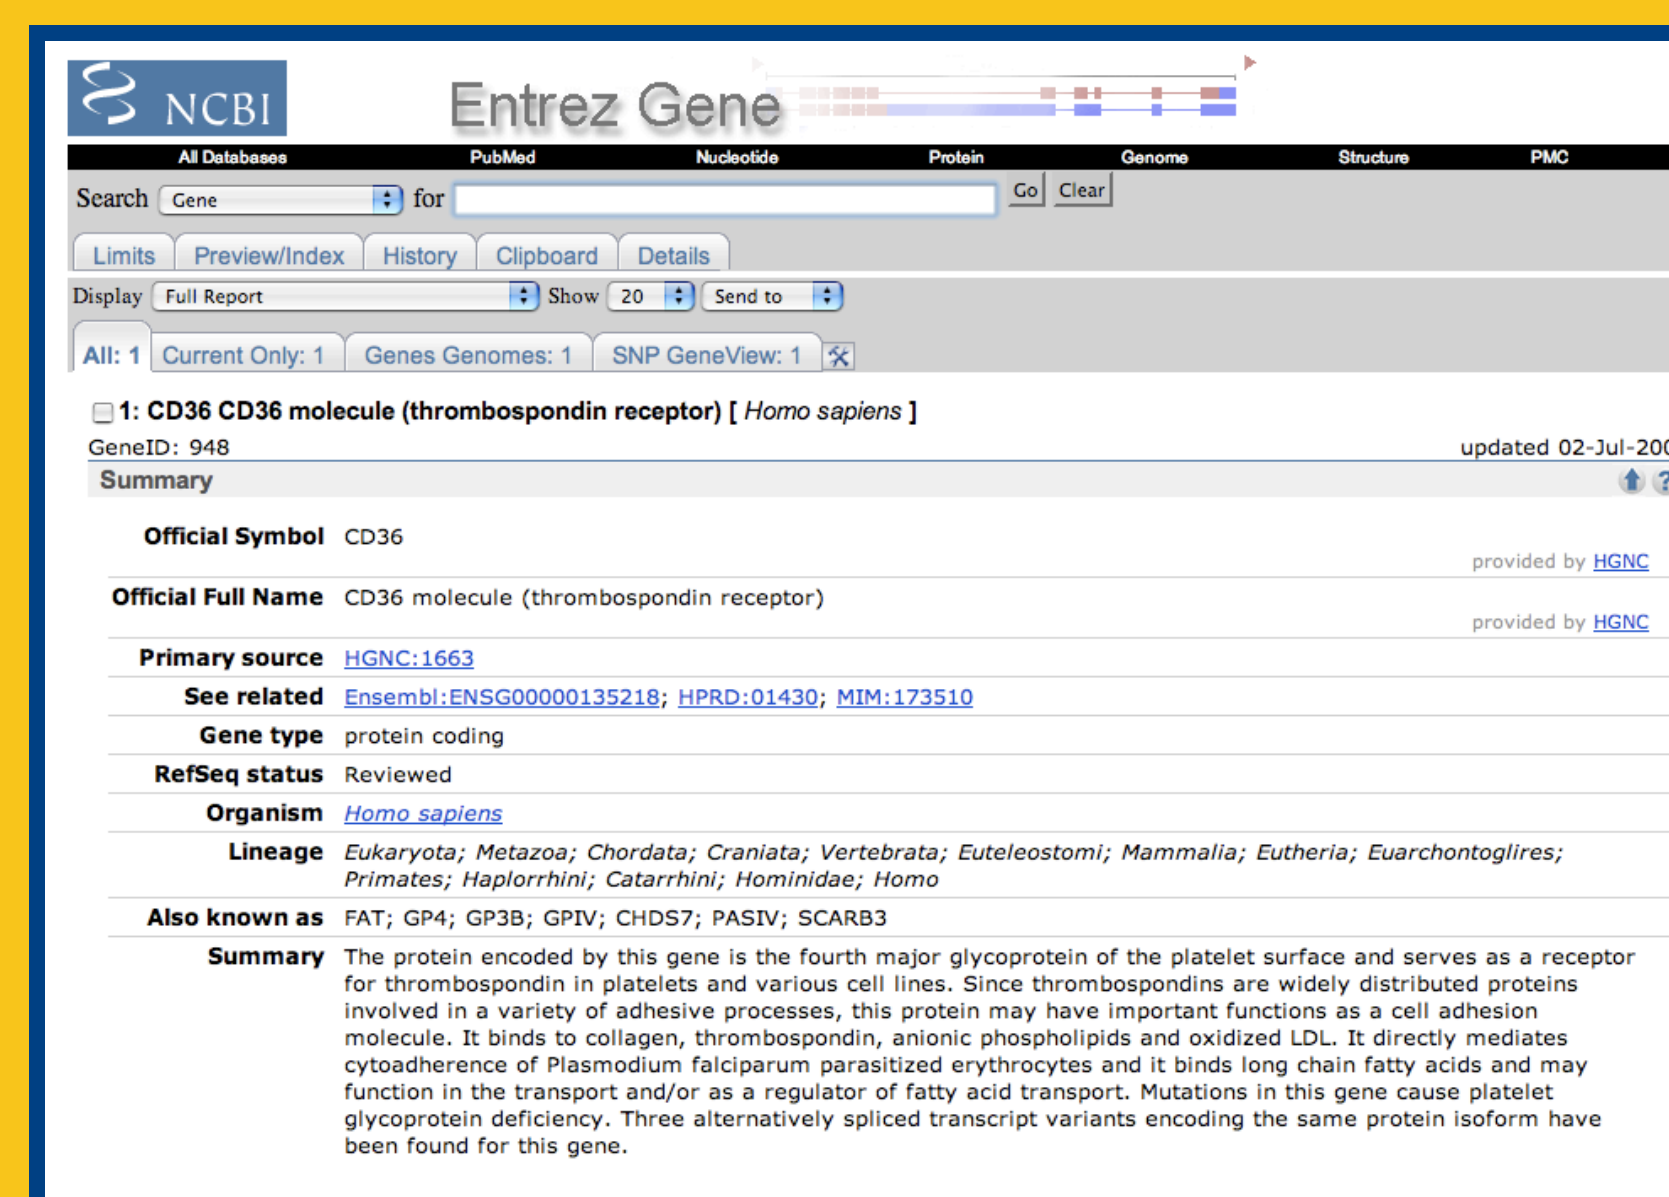 NCBI
Entrez Gene
All Databases PubMed Nucleotide Protein Genome Structure PMC
Search Gene for Go Clear
Limits Preview/Index History Clipboard Details
Display Full Report Show 20 Send to
All: 1 Current Only: 1 Genes Genomes: 1 SNP GeneView: 1
1: CD36 CD36 molecule (thrombospondin receptor) [ Homo sapiens ]
GeneID: 948 updated 02-Jul-200
Summary ?
Official Symbol CD36
provided by HGNC
Official Full Name CD36 molecule (thrombospondin receptor)
provided by HGNC
Primary source HGNC:1663
See related Ensembl:ENSG00000135218; HPRD:01430; MIM:173510
Gene type protein coding
RefSeq status Reviewed
Organism Homo sapiens
Lineage Eukaryota; Metazoa; Chordata; Craniata; Vertebrata; Euteleostomi; Mammalia; Eutheria; Euarchontoglires;
Primates; Haplorrhini; Catarrhini; Hominidae; Homo
Also known as FAT; GP4; GP3B; GPIV; CHDS7; PASIV; SCARB3
Summary The protein encoded by this gene is the fourth major glycoprotein of the platelet surface and serves as a receptor
for thrombospondin in platelets and various cell lines. Since thrombospondins are widely distributed proteins
involved in a variety of adhesive processes, this protein may have important functions as a cell adhesion
molecule. It binds to collagen, thrombospondin, anionic phospholipids and oxidized LDL. It directly mediates
cytoadherence of Plasmodium falciparum parasitized erythrocytes and it binds long chain fatty acids and may
function in the transport and/or as a regulator of fatty acid transport. Mutations in this gene cause platelet
glycoprotein deficiency. Three alternatively spliced transcript variants encoding the same protein isoform have
been found for this gene.